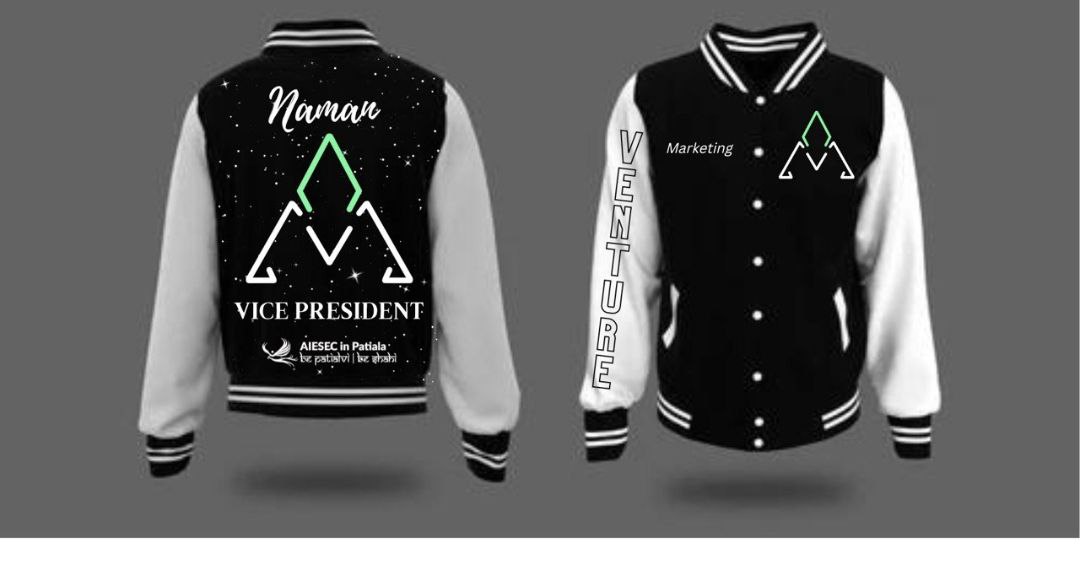 Naman
VICE PRESIDENT
AIESEC in Patiala
be patialvi | be shahi
Marketing
VENTURE